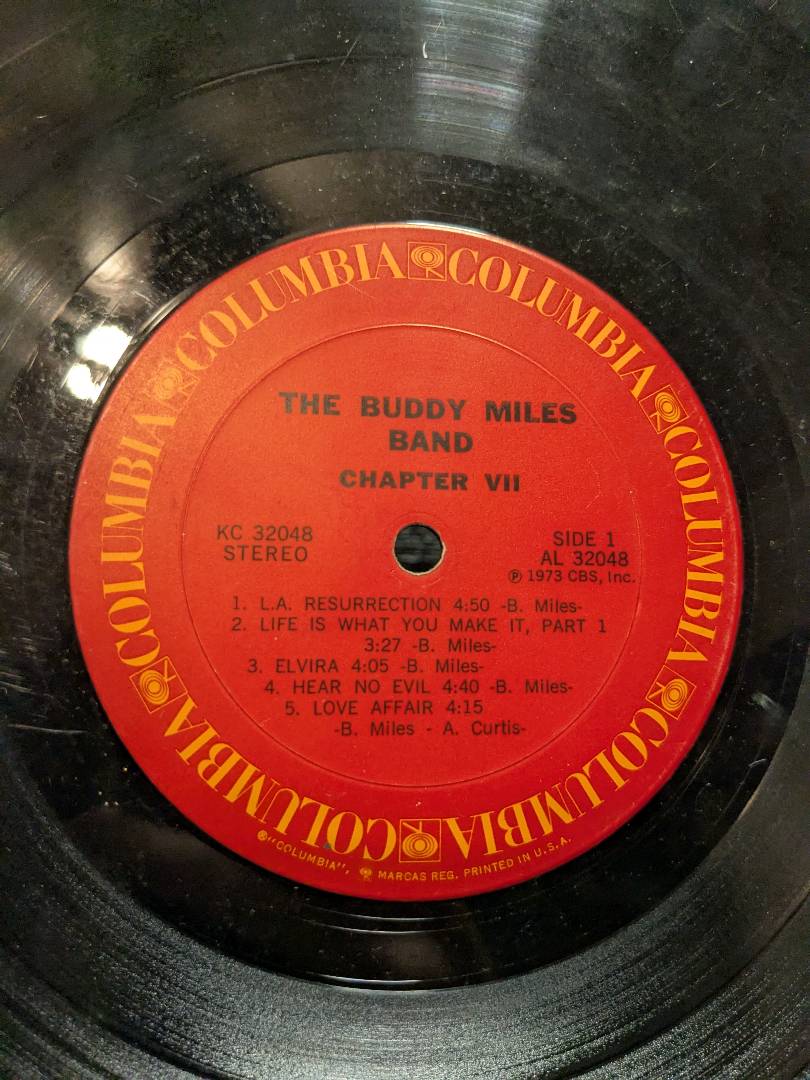 COLUMBIA COLUMBIA COLUMBIA COLUMBIA COLUMBIA COLUMBIA COLUMBIA COLUMBIA
THE BUDDY MILES
BAND
CHAPTER VII
KC 32048
STEREO
SIDE 1
AL 32048
℗ 1973 CBS, Inc.
1. L.A. RESURRECTION 4:50 -B. Miles-
2. LIFE IS WHAT YOU MAKE IT, PART 1
3:27 -B. Miles-
3. ELVIRA 4:05 -B. Miles-
4. HEAR NO EVIL 4:40 -B. Miles-
5. LOVE AFFAIR 4:15
-B. Miles - A. Curtis-
® "COLUMBIA", MARCAS REG. PRINTED IN U.S.A.